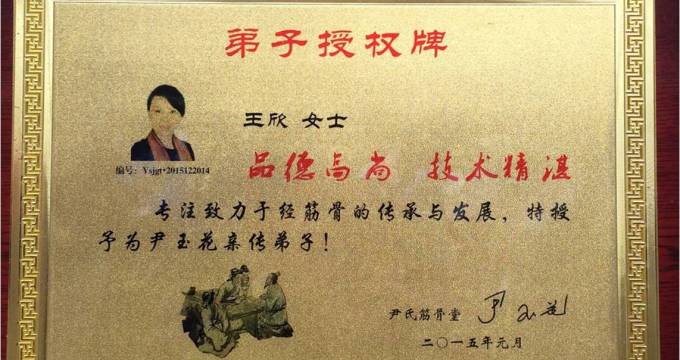 弟子授权牌
王欣 女士
编号: Ysjgt*2015122014
品德高尚 技术精湛
专注致力于经筋骨的传承与发展，特授
予为尹玉花亲传弟子！
尹氏筋骨堂
二〇一五年元月